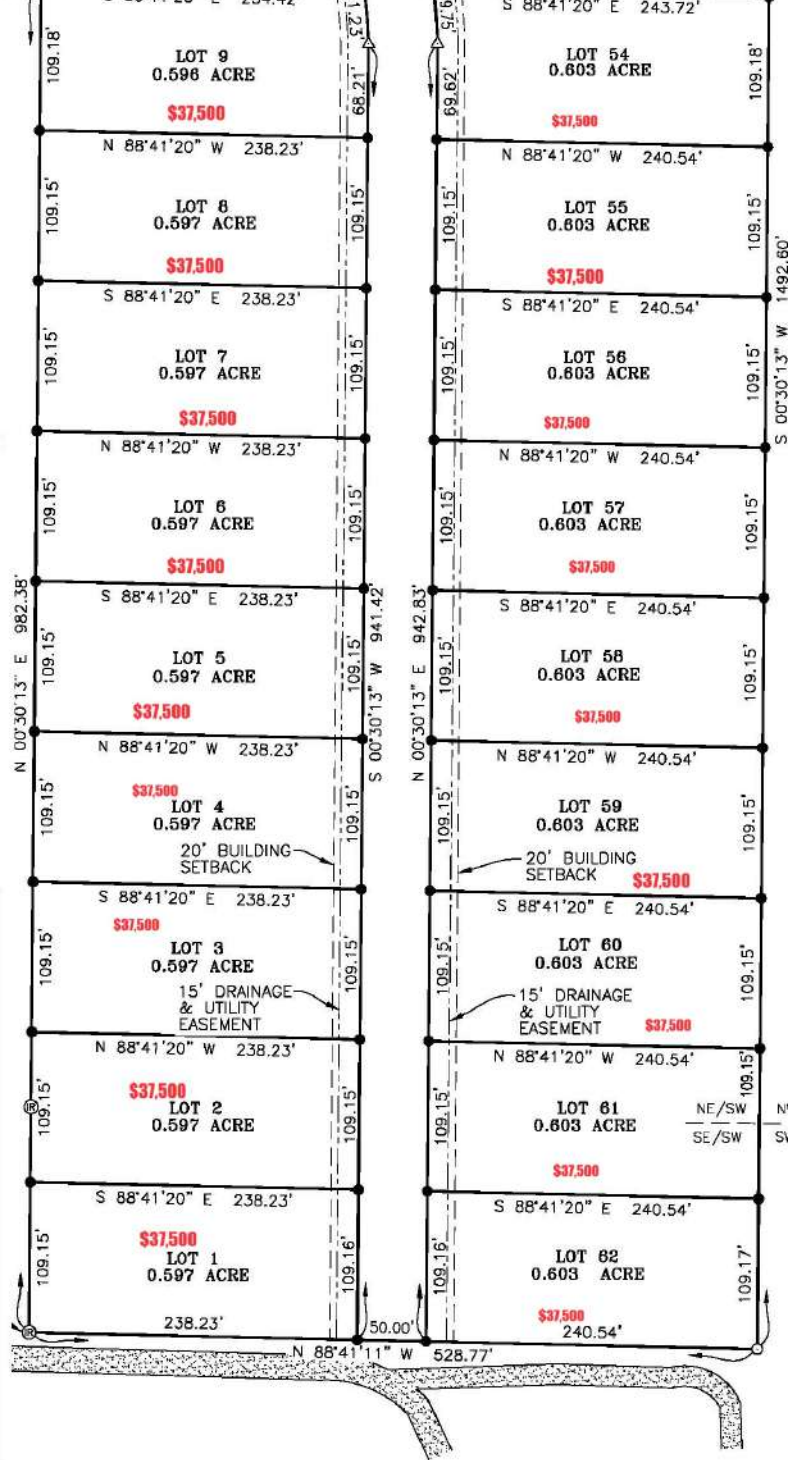 S 88°41'20" E 243.72'
109.18'
LOT 9
0.596 ACRE
$37,500
68.21'
N 88°41'20" W 238.23'
109.15'
LOT 8
0.597 ACRE
$37,500
109.15'
S 88°41'20" E 238.23'
109.15'
LOT 7
0.597 ACRE
$37,500
109.15'
N 88°41'20" W 238.23'
109.15'
LOT 6
0.597 ACRE
$37,500
109.15'
S 88°41'20" E 238.23'
N 00°30'13" E 982.38'
109.15'
LOT 5
0.597 ACRE
$37,500
109.15'
S 00°30'13" W 941.42'
N 88°41'20" W 238.23'
109.15'
$37,500
LOT 4
0.597 ACRE
109.15'
20' BUILDING
SETBACK
S 88°41'20" E 238.23'
109.15'
$37,500
LOT 3
0.597 ACRE
109.15'
15' DRAINAGE
& UTILITY
EASEMENT
N 88°41'20" W 238.23'
IR
109.15'
$37,500
LOT 2
0.597 ACRE
109.15'
S 88°41'20" E 238.23'
109.15'
$37,500
LOT 1
0.597 ACRE
109.16'
IR
238.23'
50.00'
N 88°41'11" W 528.77'
69.62'
LOT 54
0.603 ACRE
$37,500
109.18'
N 88°41'20" W 240.54'
109.15'
LOT 55
0.603 ACRE
$37,500
109.15'
S 00°30'13" W 1492.60'
S 88°41'20" E 240.54'
109.15'
LOT 56
0.603 ACRE
$37,500
109.15'
N 88°41'20" W 240.54'
109.15'
LOT 57
0.603 ACRE
$37,500
109.15'
S 88°41'20" E 240.54'
N 00°30'13" E 942.83'
109.15'
LOT 58
0.603 ACRE
$37,500
109.15'
N 88°41'20" W 240.54'
109.15'
LOT 59
0.603 ACRE
109.15'
20' BUILDING
SETBACK
$37,500
S 88°41'20" E 240.54'
109.15'
LOT 60
0.603 ACRE
109.15'
15' DRAINAGE
& UTILITY
EASEMENT
$37,500
N 88°41'20" W 240.54'
109.15'
LOT 61
0.603 ACRE
$37,500
109.15'
NE/SW
SE/SW
S 88°41'20" E 240.54'
109.16'
LOT 62
0.603 ACRE
$37,500
109.17'
240.54'